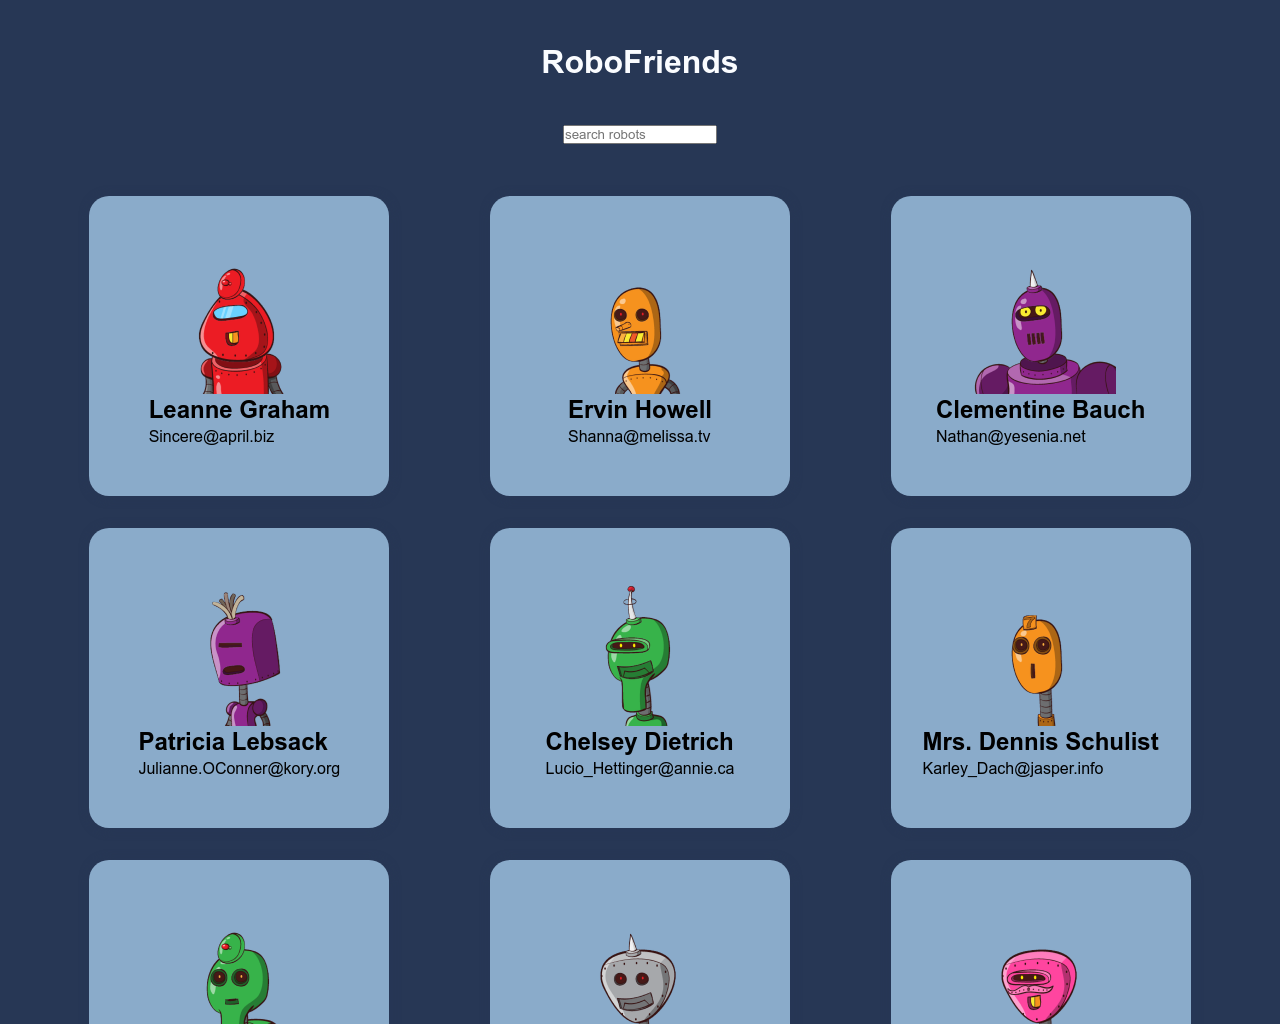 RoboFriends
search robots
Leanne Graham
Sincere@april.biz
Ervin Howell
Shanna@melissa.tv
Clementine Bauch
Nathan@yesenia.net
Patricia Lebsack
Julianne.OConner@kory.org
Chelsey Dietrich
Lucio_Hettinger@annie.ca
7
Mrs. Dennis Schulist
Karley_Dach@jasper.info